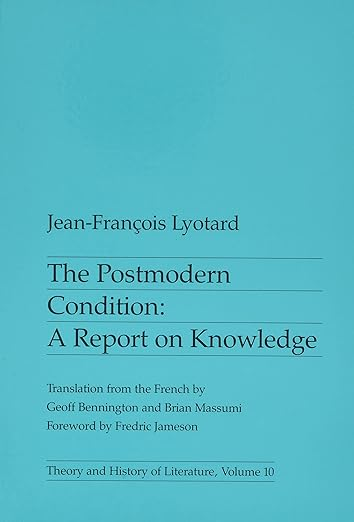 Jean-François Lyotard
The Postmodern
Condition:
A Report on Knowledge
Translation from the French by
Geoff Bennington and Brian Massumi
Foreword by Fredric Jameson
Theory and History of Literature, Volume 10